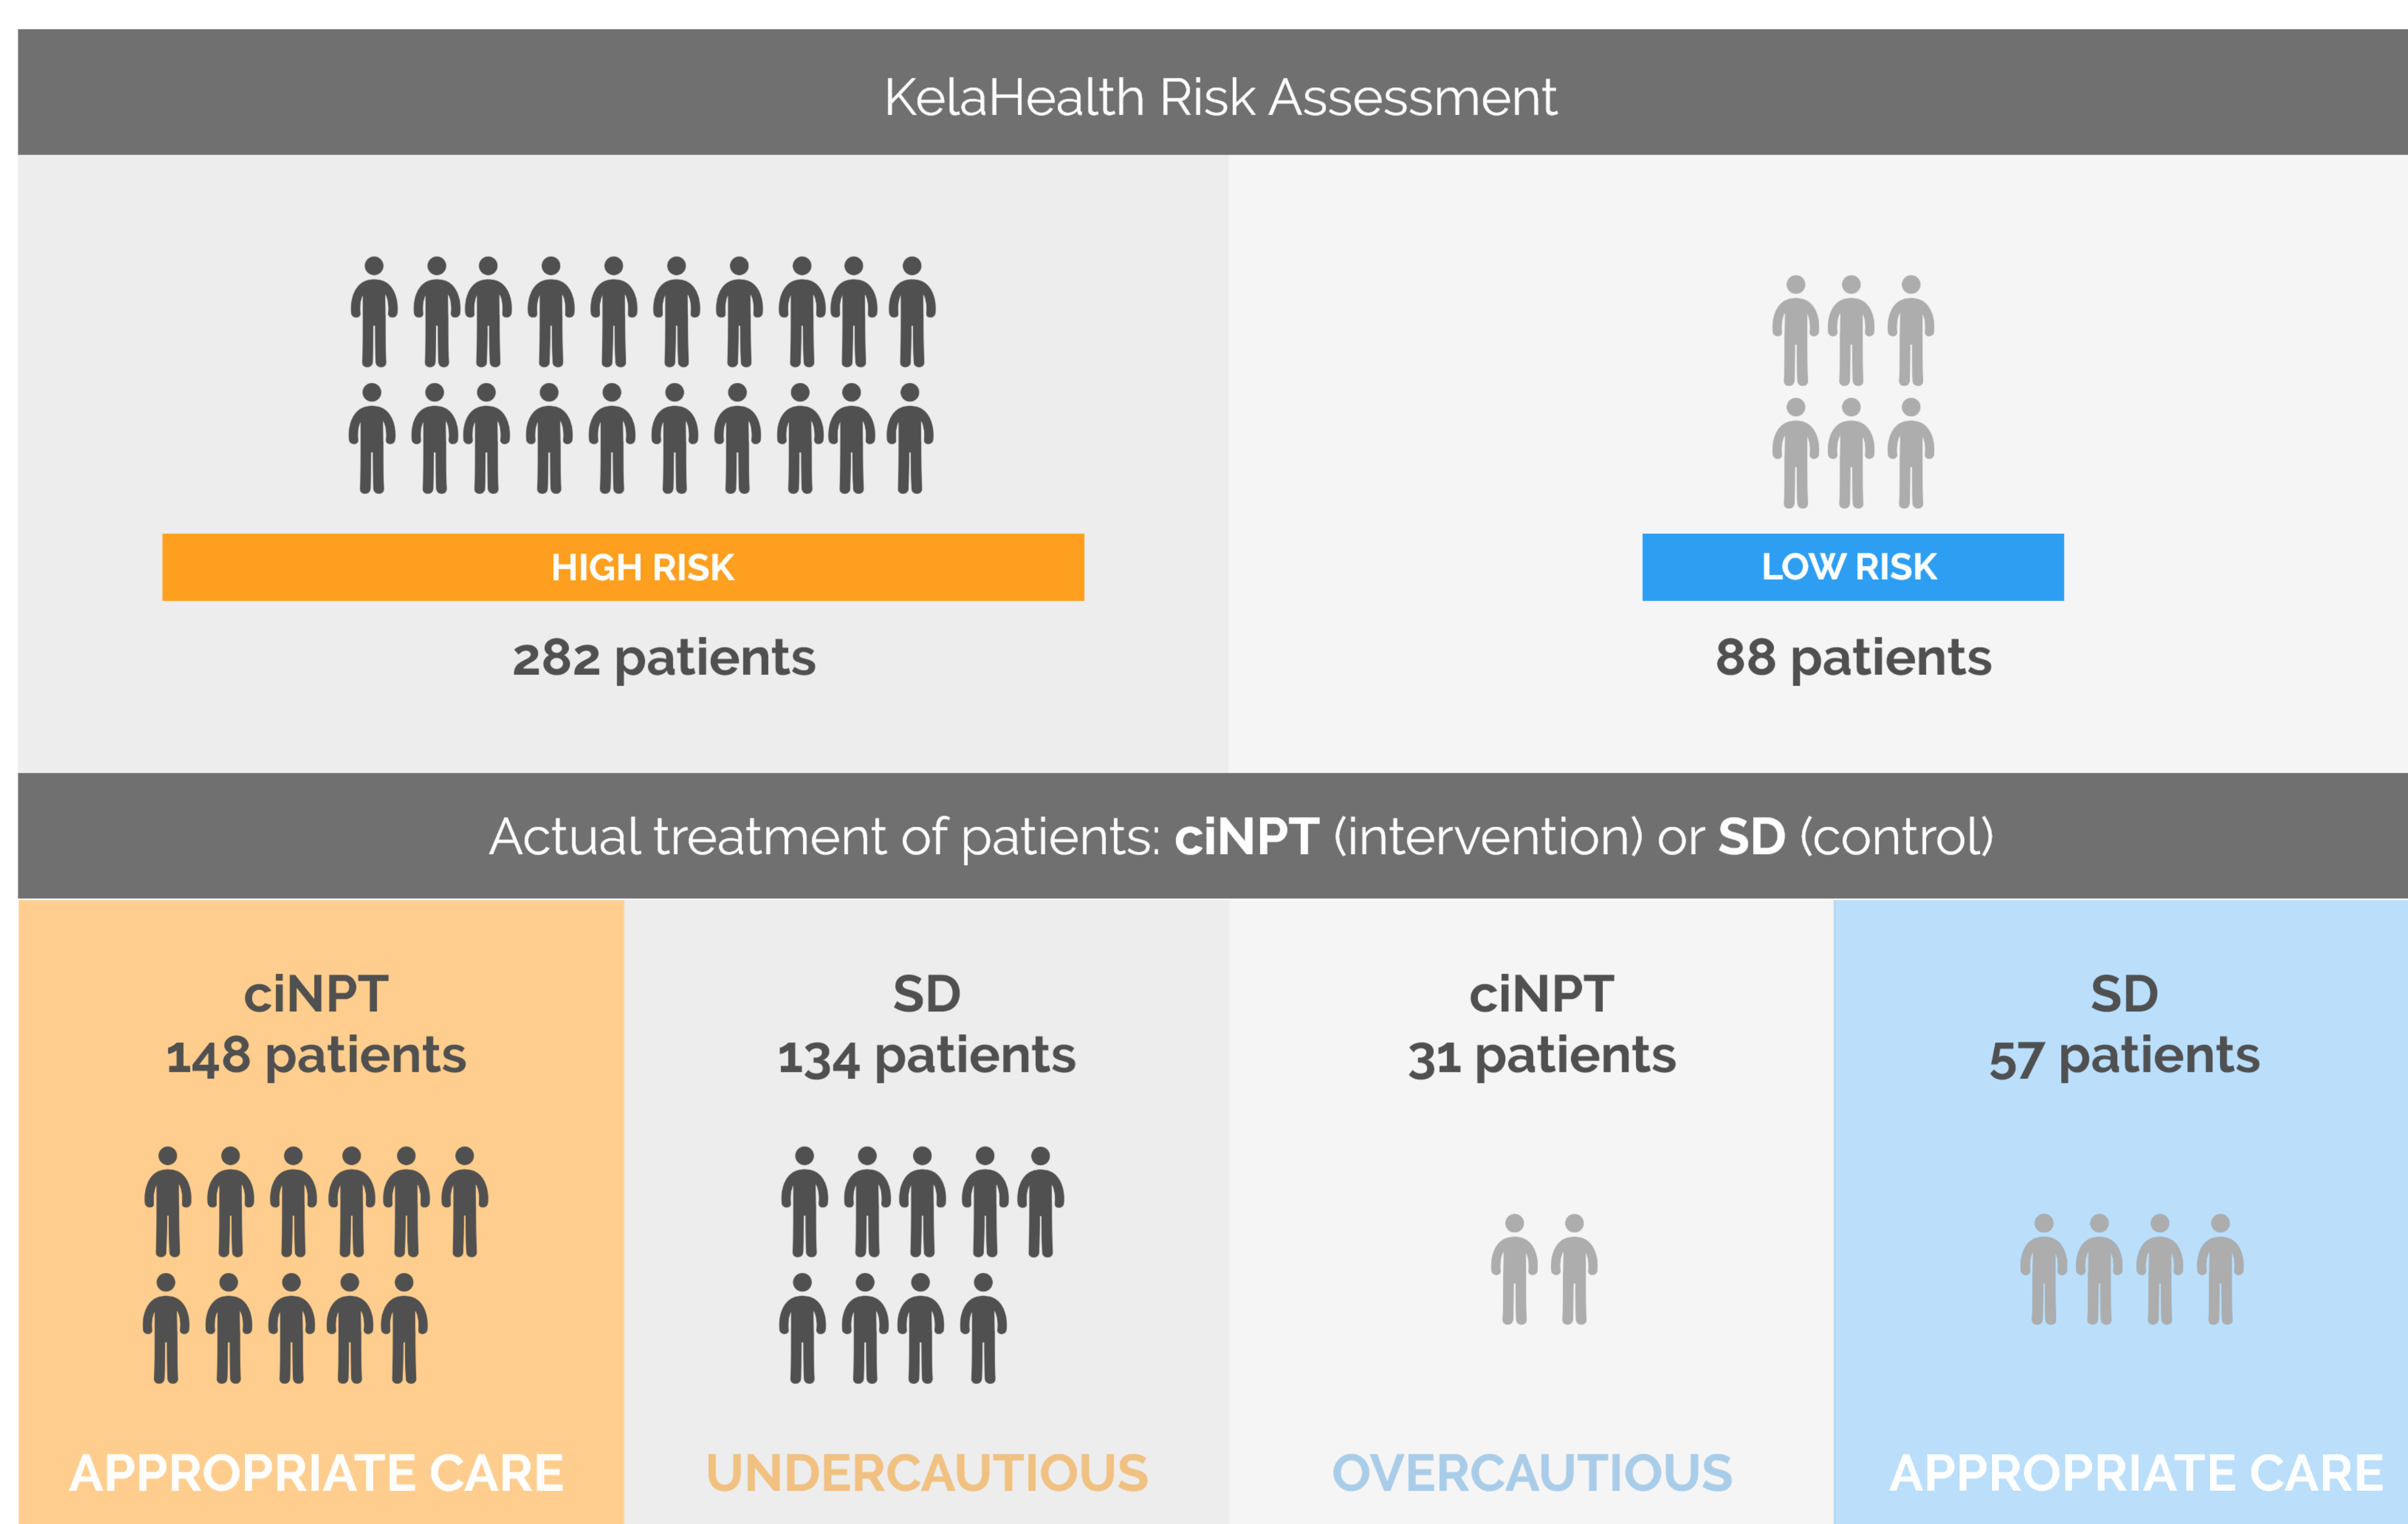 KelaHealth Risk Assessment
HIGH RISK
282 patients
LOW RISK
88 patients
Actual treatment of patients: ciNPT (intervention) or SD (control)
ciNPT
148 patients
APPROPRIATE CARE
SD
134 patients
UNDERCAUTIOUS
ciNPT
31 patients
OVERCAUTIOUS
SD
57 patients
APPROPRIATE CARE